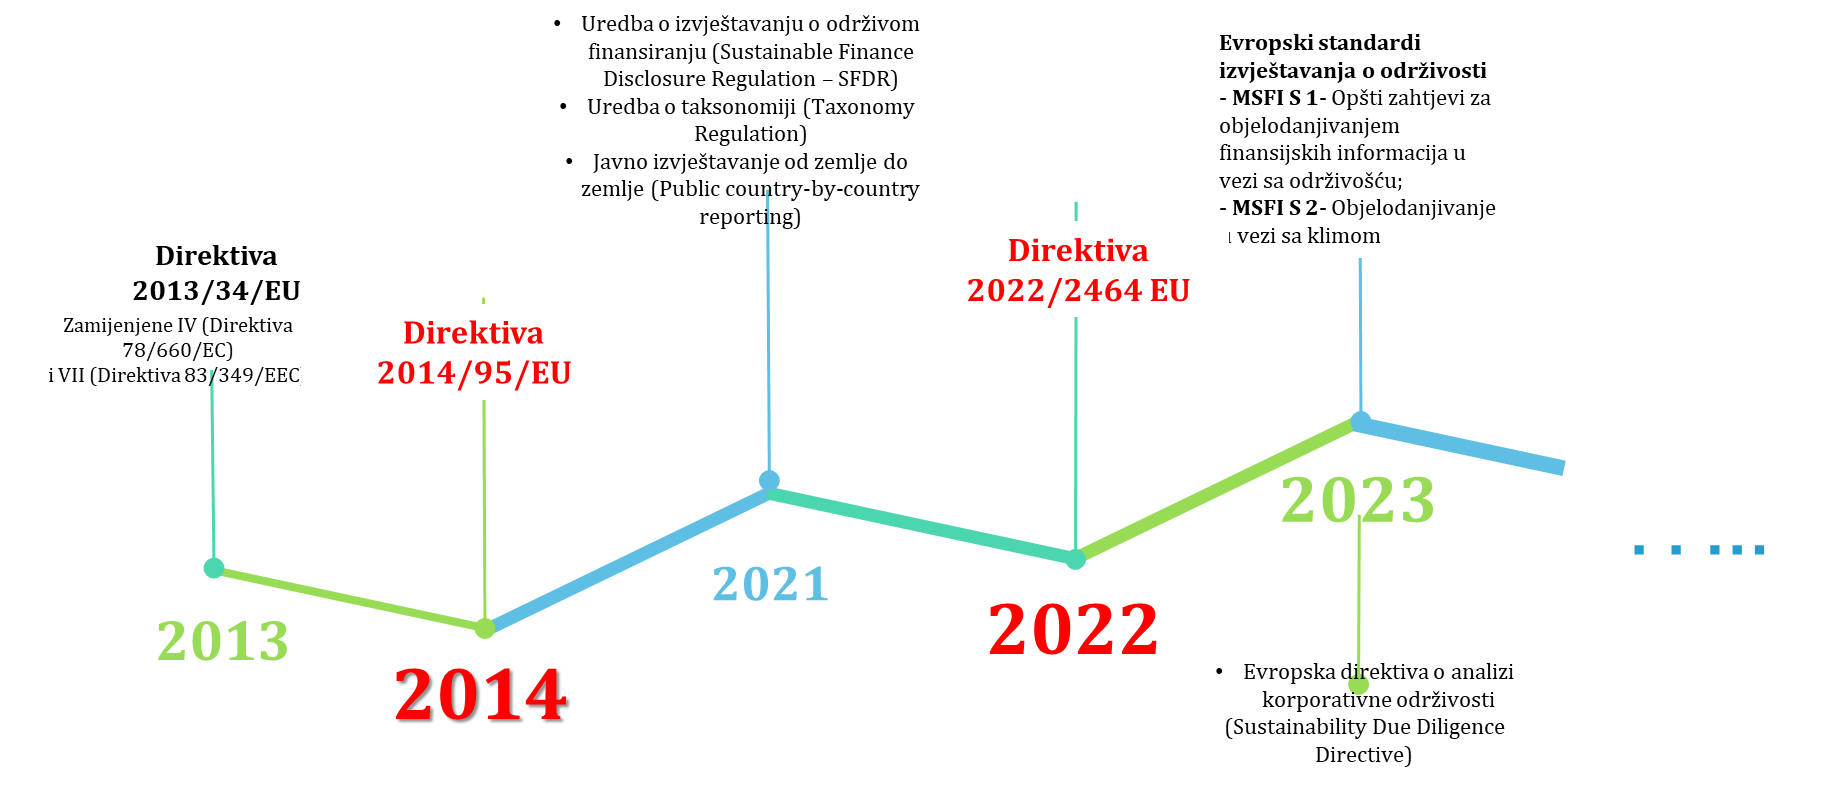 Direktiva
2013/34/EU
Zamijenjene IV (Direktiva
78/660/EC)
i VII (Direktiva 83/349/EEC
2013
Direktiva
2014/95/EU
2014
• Uredba o izvještavanju o održivom
finansiranju (Sustainable Finance
Disclosure Regulation – SFDR)
• Uredba o taksonomiji (Taxonomy
Regulation)
• Javno izvještavanje od zemlje do
zemlje (Public country-by-country
reporting)
2021
Direktiva
2022/2464 EU
2022
Evropski standardi
izvještavanja o održivosti
- MSFI S 1- Opšti zahtjevi za
objelodanjivanjem
finansijskih informacija u
vezi sa održivošću;
- MSFI S 2- Objelodanjivanje
u vezi sa klimom
2023
• Evropska direktiva o analizi
korporativne održivosti
(Sustainability Due Diligence
Directive)